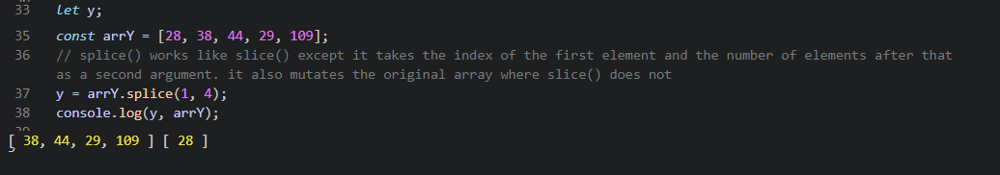 33 let y;
35 const arrY = [28, 38, 44, 29, 109];
36 // splice() works like slice() except it takes the index of the first element and the number of elements after that
as a second argument. it also mutates the original array where slice() does not
37 y = arrY.splice(1, 4);
38 console.log(y, arrY);
[ 38, 44, 29, 109 ] [ 28 ]